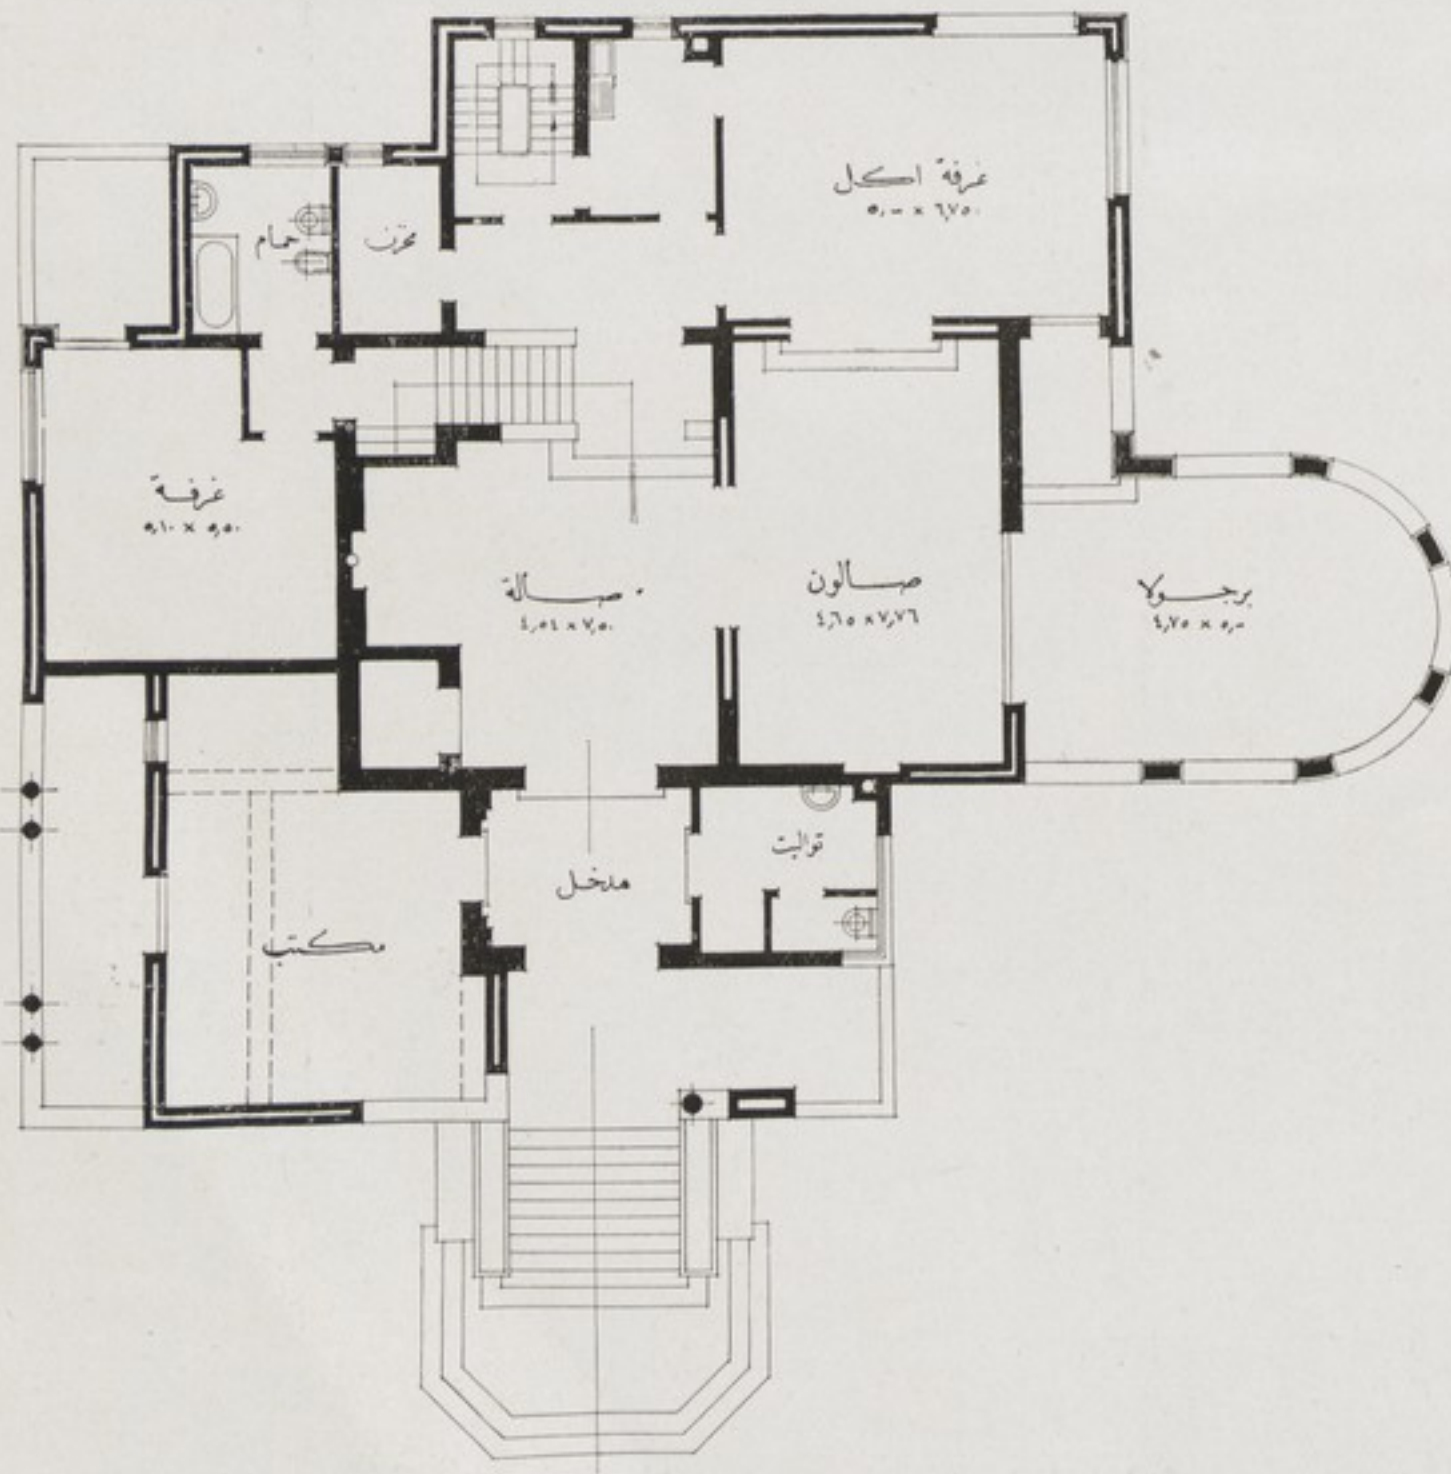 غرفة اكل
٥,٠٠ x ٦,٧٥٠
حمام
مخزن
غرفة
٥,١٠ x ٥,٥٠
صالة
٤,٥٤ x ٧,٥٠
صالون
٤,٦٥ x ٧,٧٦
برجولا
٤,٧٥ x ٥,٠٠
تواليت
مدخل
مكتب